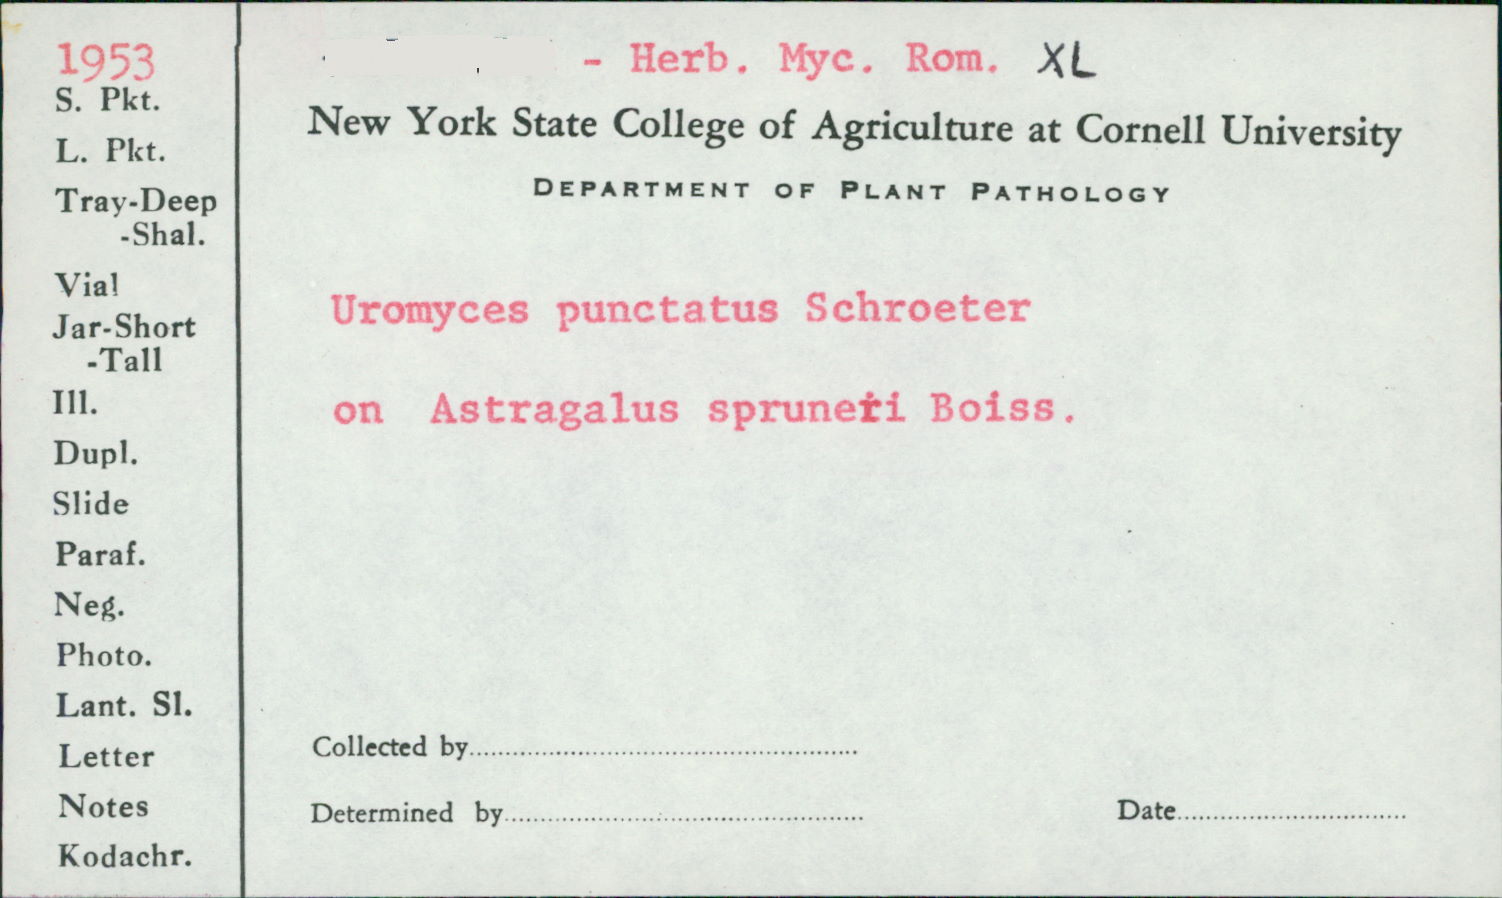 1953
S. Pkt.
L. Pkt.
Tray-Deep
-Shal.
Vial
Jar-Short
-Tall
Ill.
Dupl.
Slide
Paraf.
Neg.
Photo.
Lant. Sl.
Letter
Notes
Kodachr.
- Herb. Myc. Rom. XL
New York State College of Agriculture at Cornell University
DEPARTMENT OF PLANT PATHOLOGY
Uromyces punctatus Schroeter
on Astragalus spruneri Boiss.
Collected by
Determined by
Date